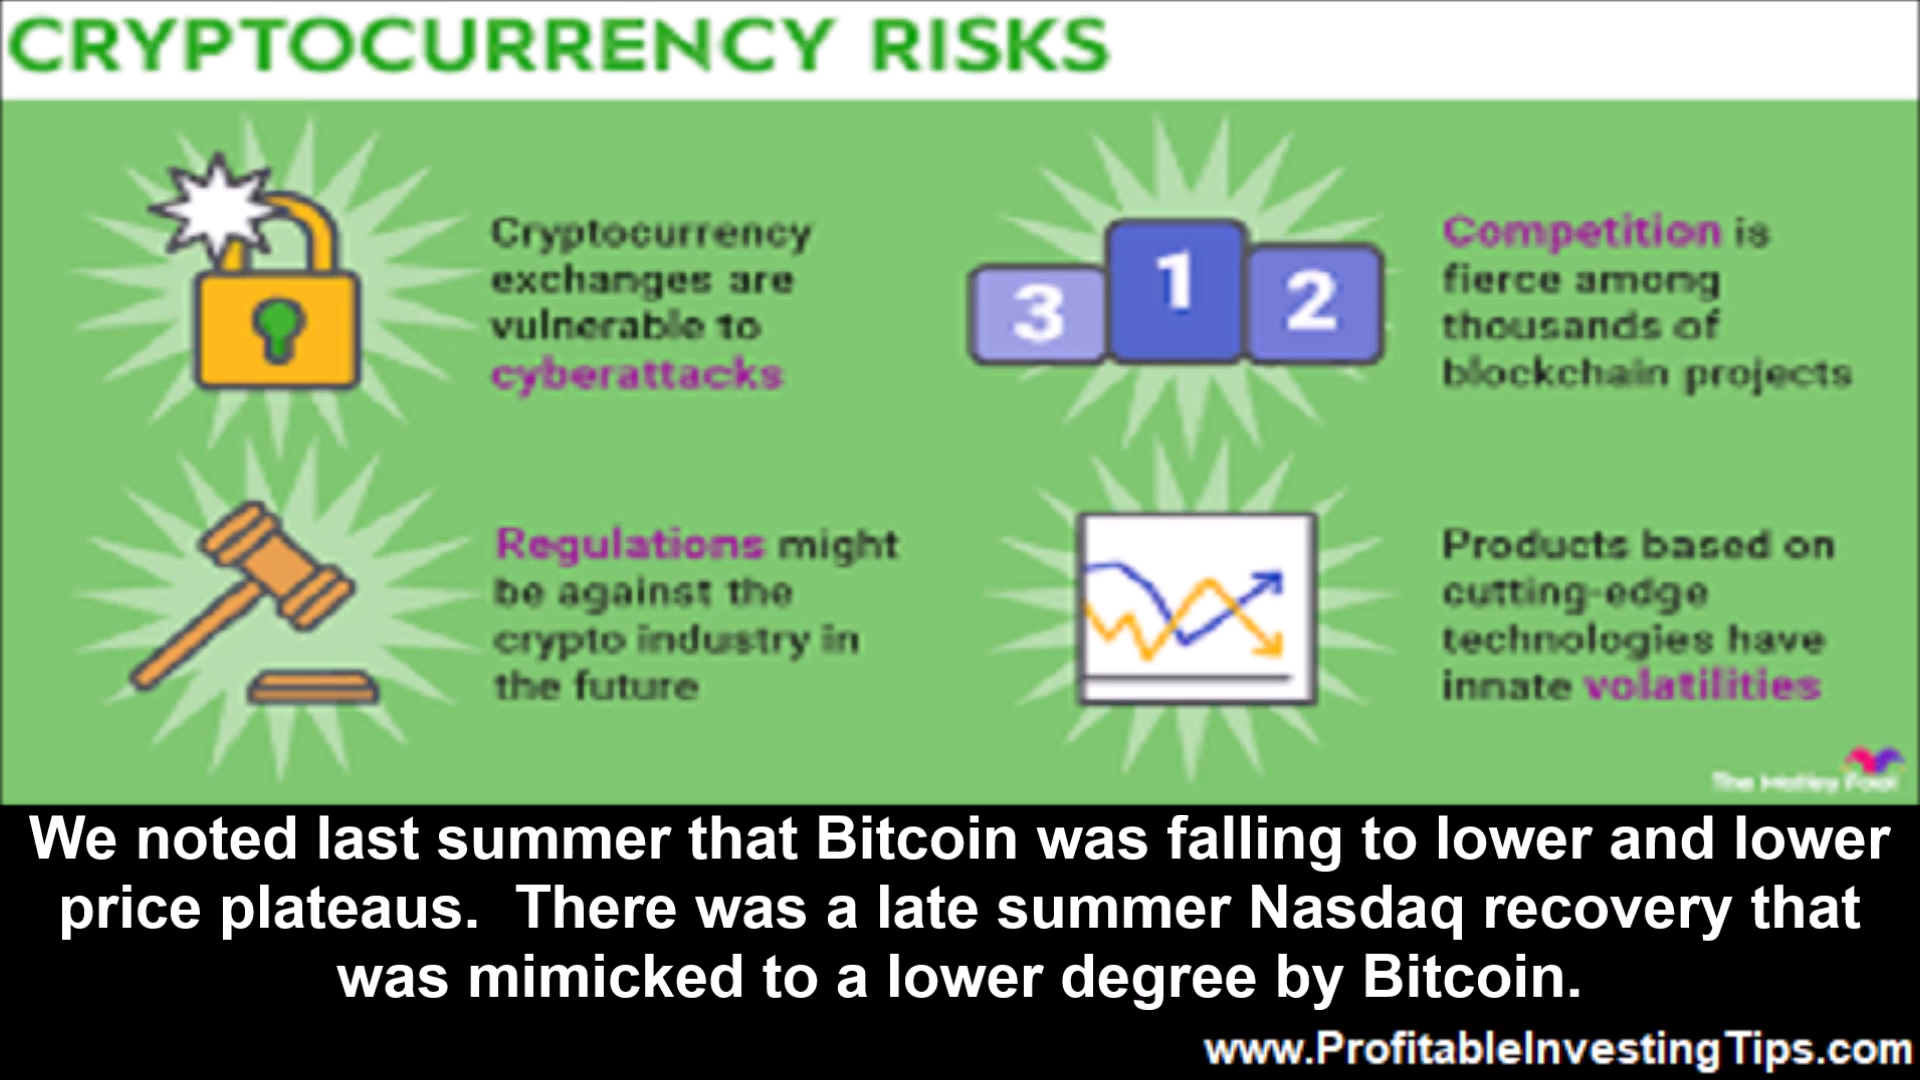 CRYPTOCURRENCY RISKS
Cryptocurrency
exchanges are
vulnerable to
cyberattacks
3
1
2
Competition is
fierce among
thousands of
blockchain projects
Regulations might
be against the
crypto industry in
the future
Products based on
cutting-edge
technologies have
innate volatilities
The Motley Fool
We noted last summer that Bitcoin was falling to lower and lower
price plateaus.  There was a late summer Nasdaq recovery that
was mimicked to a lower degree by Bitcoin.
www.ProfitableInvestingTips.com